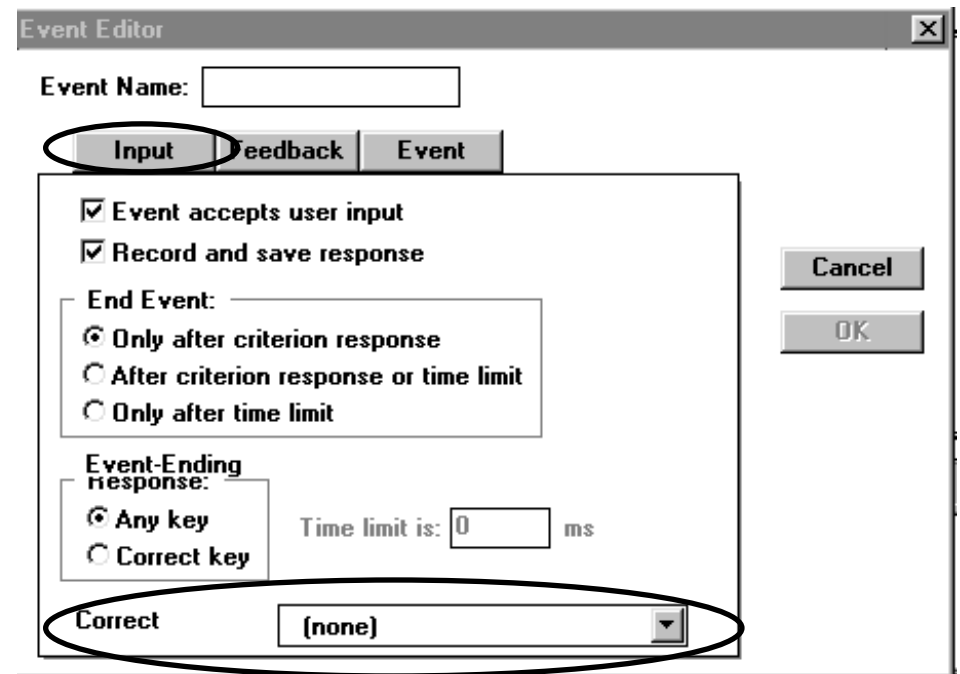 Event Editor
Event Name:
Input Feedback Event
Event accepts user input
Record and save response
Cancel
End Event:
OK
Only after criterion response
After criterion response or time limit
Only after time limit
Event-Ending
Response:
Any key
Time limit is: 0 ms
Correct key
Correct (none)